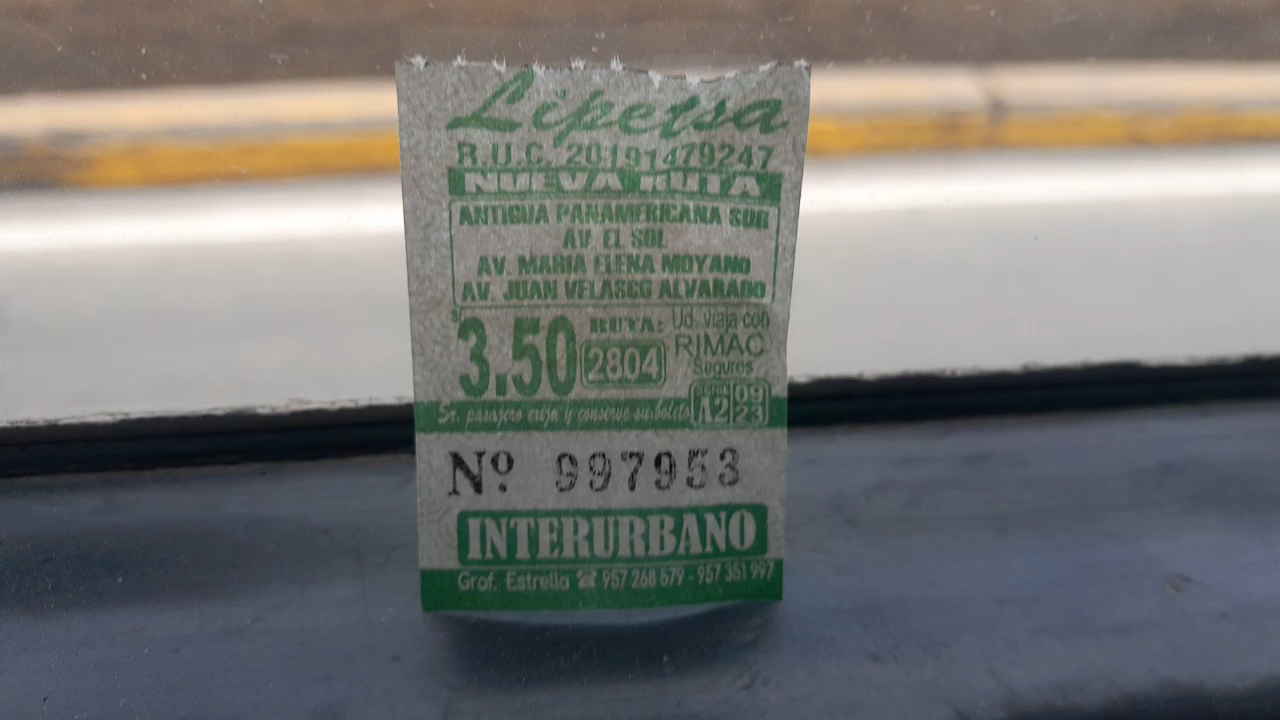 Lipetsa
R.U.C. 20191479247
NUEVA RUTA
ANTIGUA PANAMERICANA SUR
AV. EL SOL
AV. MARIA ELENA MOYANO
AV. JUAN VELASCO ALVARADO
S/ 3.50 RUTA: 2804
Ud. viaja con
RIMAC
Seguros
Sr. pasajero exija y conserve su boleto
A2 09 23
Nº 997953
INTERURBANO
Graf. Estrella ☎ 957 268 579 - 957 351 997